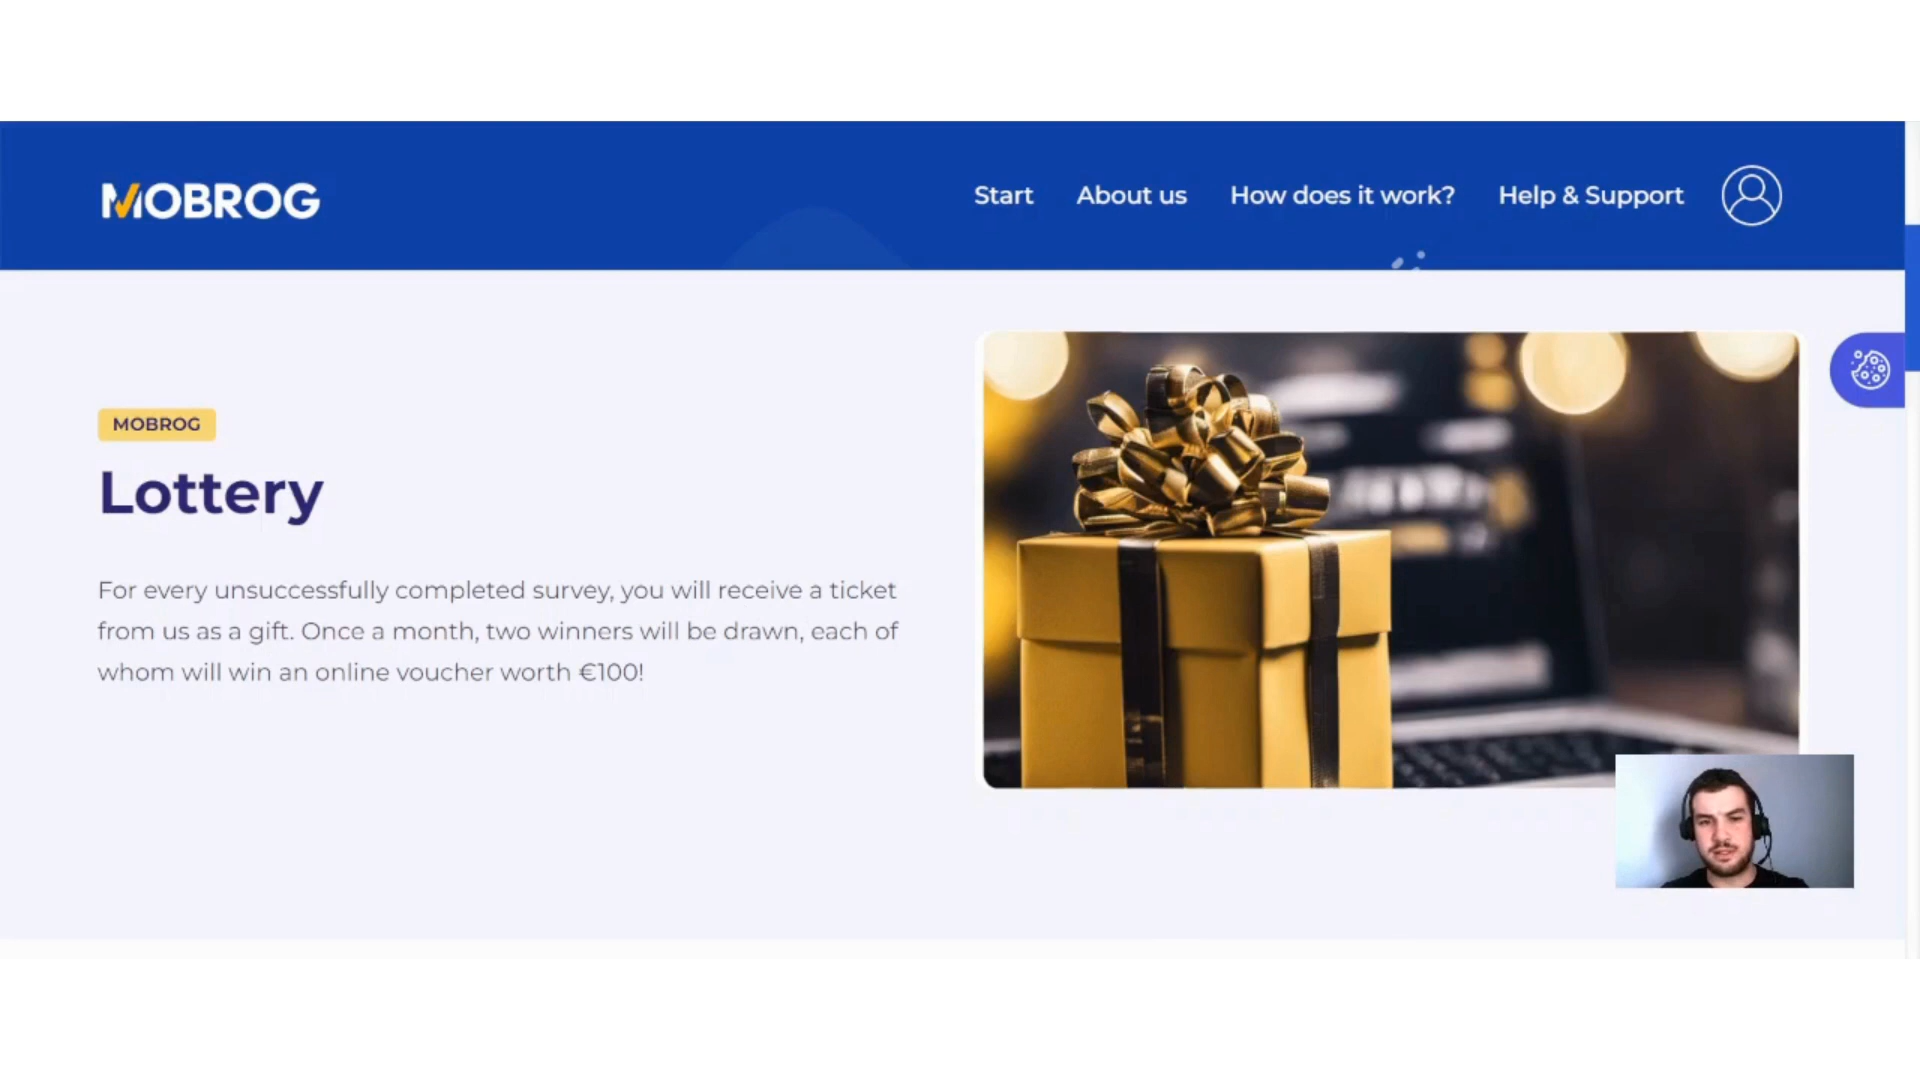 MOBROG
Start
About us
How does it work?
Help & Support
MOBROG
Lottery
For every unsuccessfully completed survey, you will receive a ticket
from us as a gift. Once a month, two winners will be drawn, each of
whom will win an online voucher worth €100!